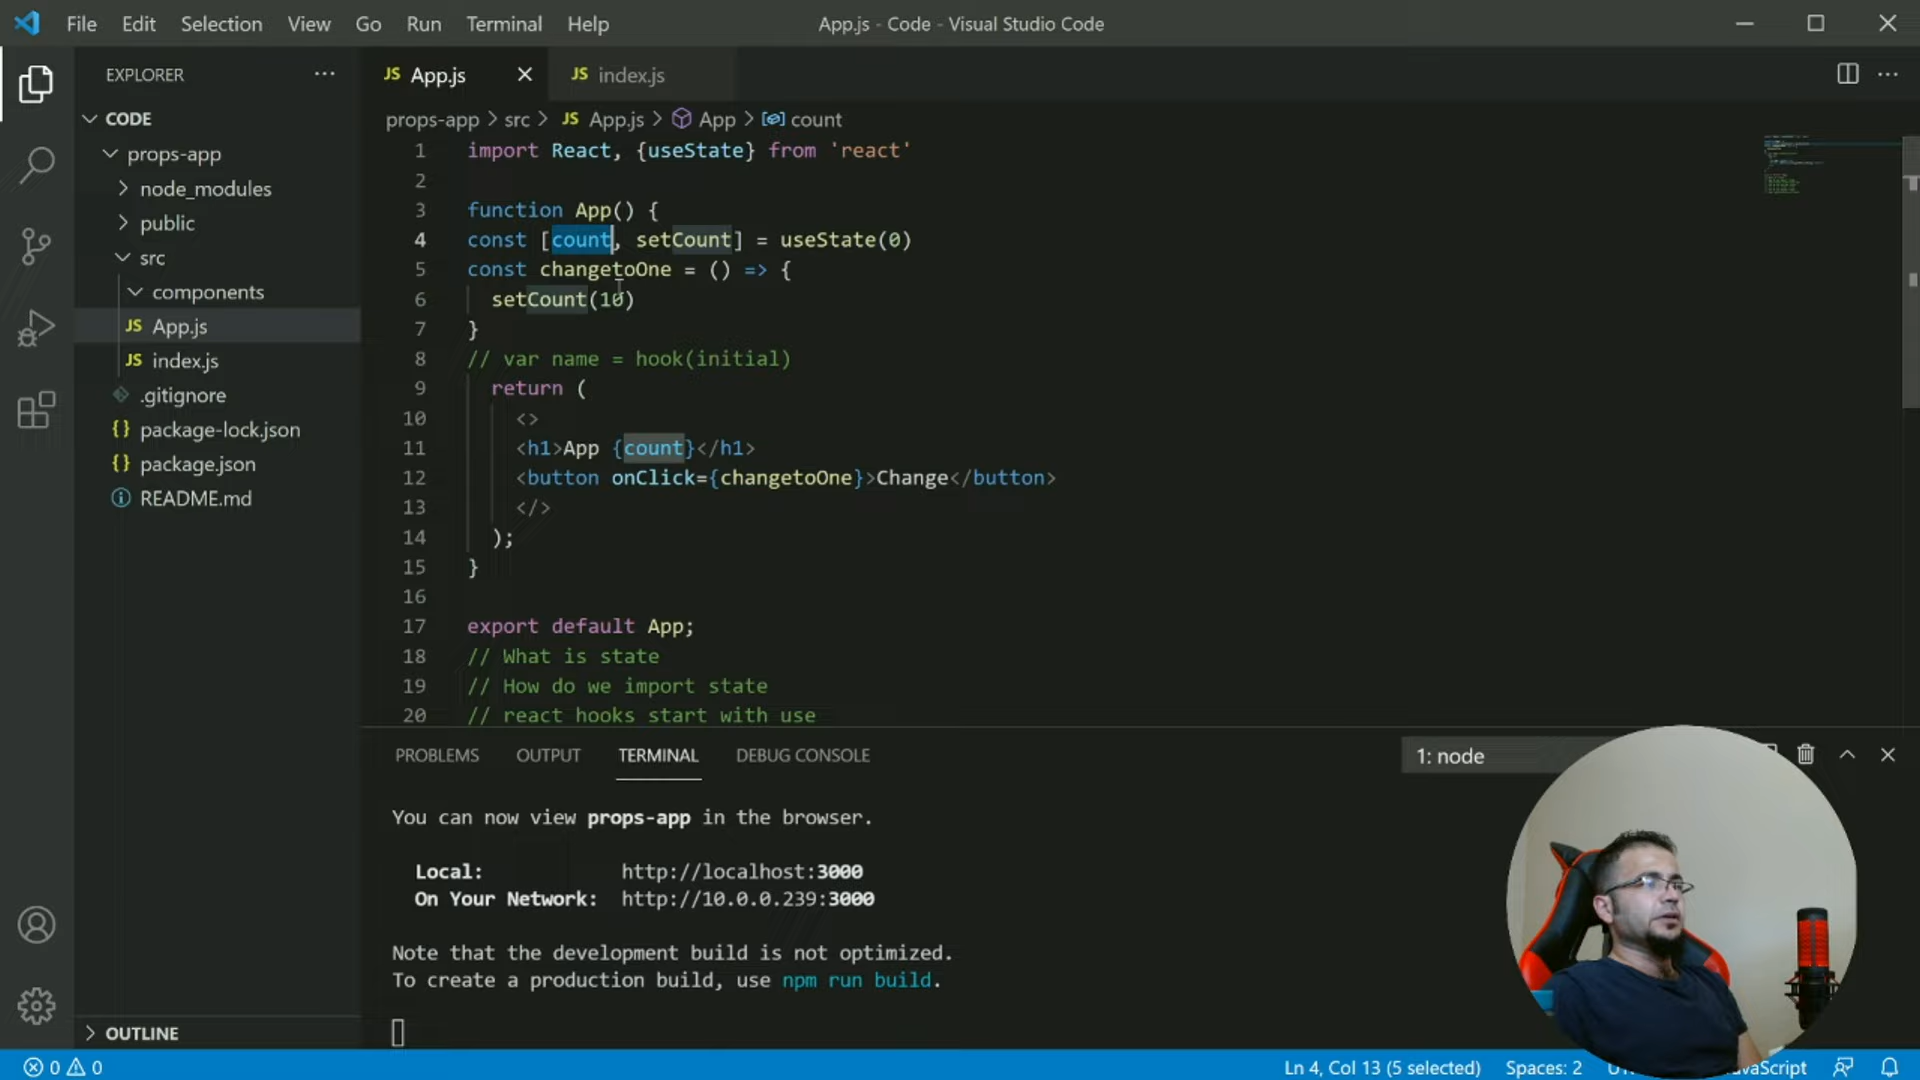 File Edit Selection View Go Run Terminal Help
App.js - Code - Visual Studio Code
EXPLORER
CODE
props-app
node_modules
public
src
components
JS App.js
JS index.js
.gitignore
{} package-lock.json
{} package.json
README.md
OUTLINE
JS App.js
JS index.js
props-app > src > JS App.js > App > count
1 import React, {useState} from 'react'
2
3 function App() {
4 const [count, setCount] = useState(0)
5 const changetoOne = () => {
6 setCount(10)
7 }
8 // var name = hook(initial)
9 return (
10 <>
11 <h1>App {count}</h1>
12 <button onClick={changetoOne}>Change</button>
13 </>
14 );
15 }
16
17 export default App;
18 // What is state
19 // How do we import state
20 // react hooks start with use
PROBLEMS OUTPUT TERMINAL DEBUG CONSOLE
1: node
You can now view props-app in the browser.
Local: http://localhost:3000
On Your Network: http://10.0.0.239:3000
Note that the development build is not optimized.
To create a production build, use npm run build.
0 0
Ln 4, Col 13 (5 selected) Spaces: 2